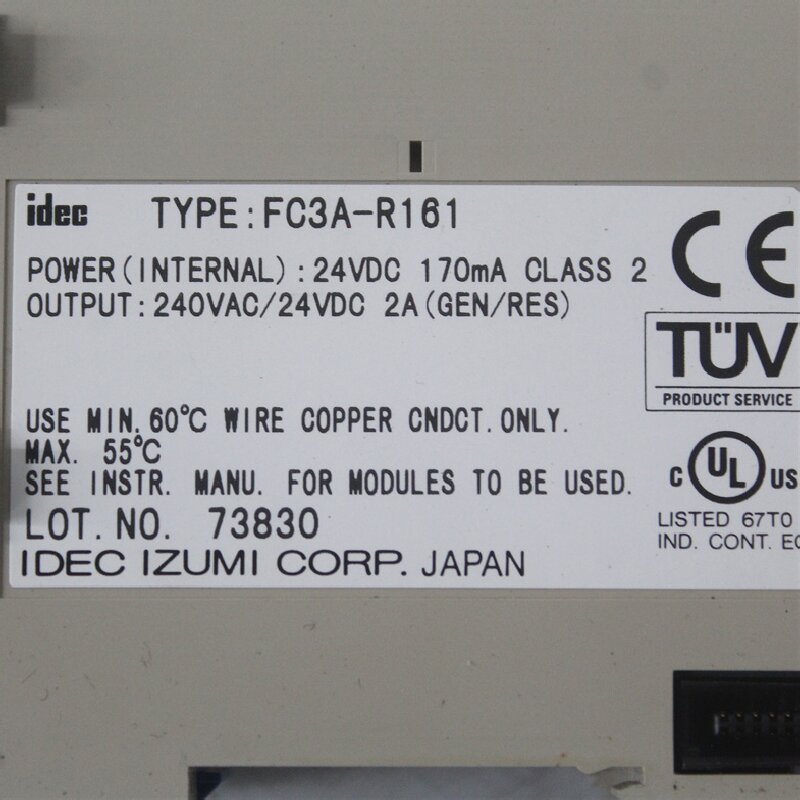 idec TYPE:FC3A-R161
POWER(INTERNAL):24VDC 170mA CLASS 2
OUTPUT:240VAC/24VDC 2A(GEN/RES)
CE
TÜV
PRODUCT SERVICE
USE MIN.60℃ WIRE COPPER CNDCT.ONLY.
MAX. 55℃
SEE INSTR. MANU. FOR MODULES TO BE USED.
C UL US
LISTED 67T0
IND. CONT.
LOT.NO. 73830
IDEC IZUMI CORP. JAPAN